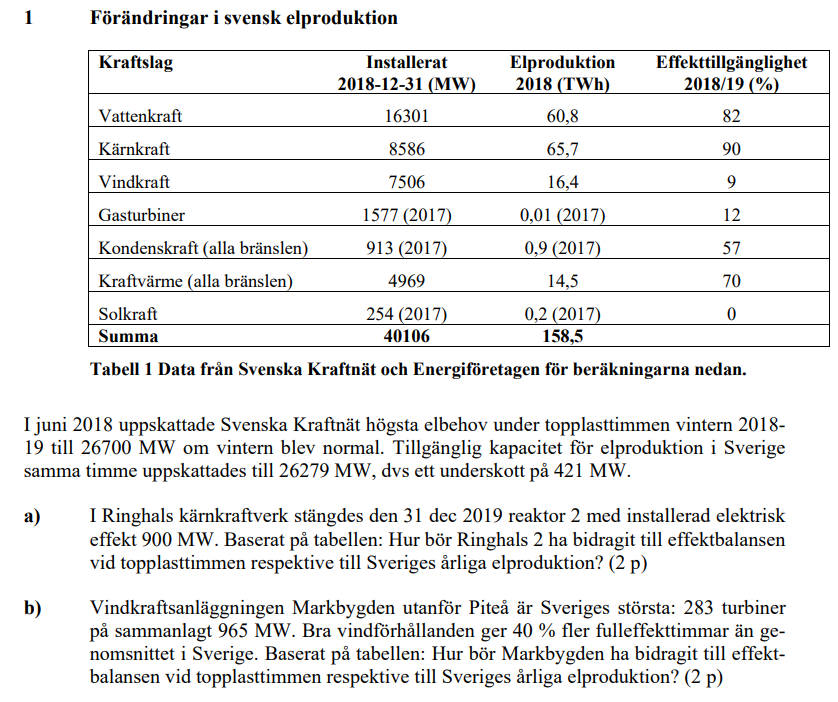 1 Förändringar i svensk elproduktion
Kraftslag Installerat Elproduktion Effekttillgänglighet
2018-12-31 (MW) 2018 (TWh) 2018/19 (%)
Vattenkraft 16301 60,8 82
Kärnkraft 8586 65,7 90
Vindkraft 7506 16,4 9
Gasturbiner 1577 (2017) 0,01 (2017) 12
Kondenskraft (alla bränslen) 913 (2017) 0,9 (2017) 57
Kraftvärme (alla bränslen) 4969 14,5 70
Solkraft 254 (2017) 0,2 (2017) 0
Summa 40106 158,5
Tabell 1 Data från Svenska Kraftnät och Energiföretagen för beräkningarna nedan.
I juni 2018 uppskattade Svenska Kraftnät högsta elbehov under topplasttimmen vintern 2018-
19 till 26700 MW om vintern blev normal. Tillgänglig kapacitet för elproduktion i Sverige
samma timme uppskattades till 26279 MW, dvs ett underskott på 421 MW.
a) I Ringhals kärnkraftverk stängdes den 31 dec 2019 reaktor 2 med installerad elektrisk
effekt 900 MW. Baserat på tabellen: Hur bör Ringhals 2 ha bidragit till effektbalansen
vid topplasttimmen respektive till Sveriges årliga elproduktion? (2 p)
b) Vindkraftsanläggningen Markbygden utanför Piteå är Sveriges största: 283 turbiner
på sammanlagt 965 MW. Bra vindförhållanden ger 40 % fler fulleffekttimmar än ge-
nomsnittet i Sverige. Baserat på tabellen: Hur bör Markbygden ha bidragit till effekt-
balansen vid topplasttimmen respektive till Sveriges årliga elproduktion? (2 p)